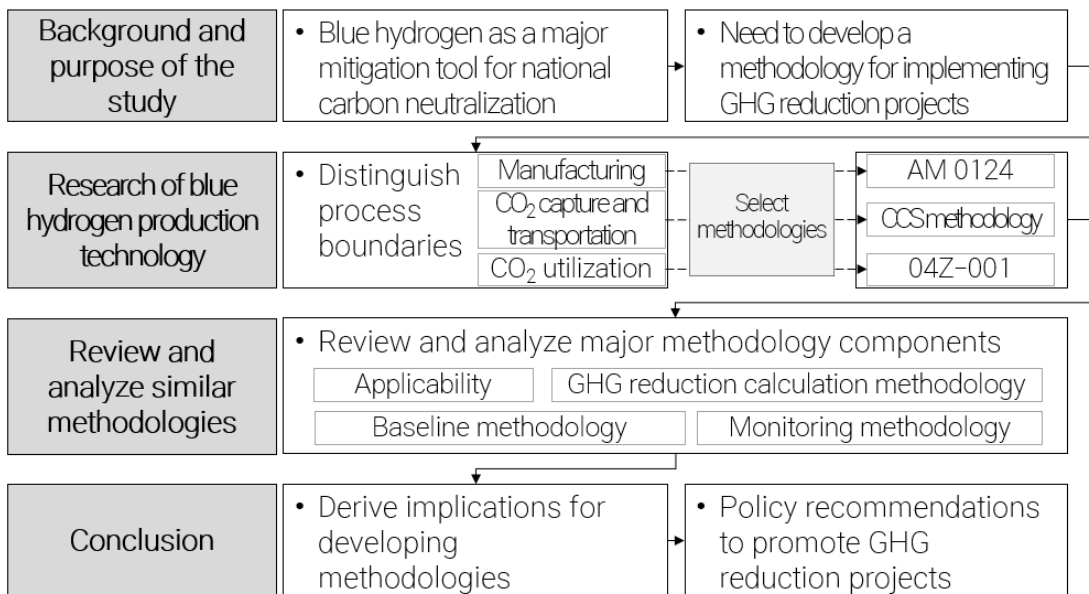 Background and
purpose of the
study
• Blue hydrogen as a major
mitigation tool for national
carbon neutralization
• Need to develop a
methodology for implementing
GHG reduction projects
Research of blue
hydrogen production
technology
• Distinguish
process
boundaries
Manufacturing
CO₂ capture and
transportation
CO₂ utilization
Select
methodologies
AM 0124
CCS methodology
04Z-001
Review and
analyze similar
methodologies
• Review and analyze major methodology components
Applicability
GHG reduction calculation methodology
Baseline methodology
Monitoring methodology
Conclusion
• Derive implications for
developing
methodologies
• Policy recommendations
to promote GHG
reduction projects